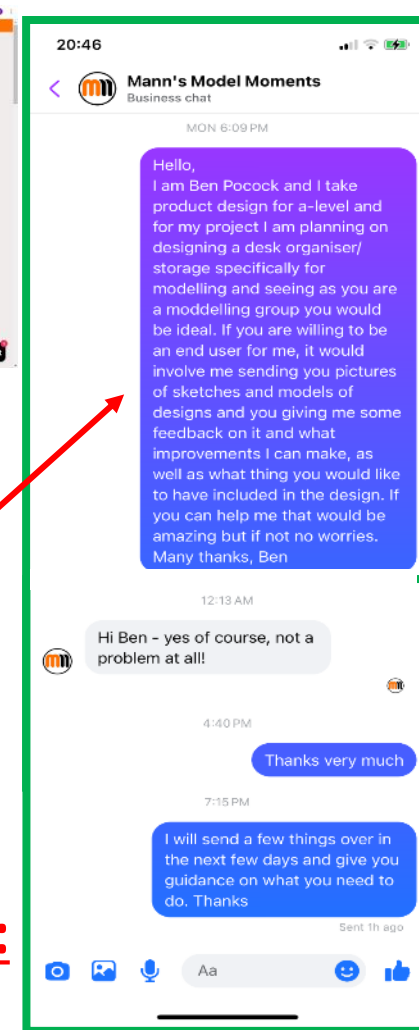 20:46
Mann's Model Moments
Business chat
MON 6:09 PM
Hello,
I am Ben Pocock and I take
product design for a-level and
for my project I am planning on
designing a desk organiser/
storage specifically for
modelling and seeing as you are
a moddelling group you would
be ideal. If you are willing to be
an end user for me, it would
involve me sending you pictures
of sketches and models of
designs and you giving me some
feedback on it and what
improvements I can make, as
well as what thing you would like
to have included in the design. If
you can help me that would be
amazing but if not no worries.
Many thanks, Ben
12:13 AM
Hi Ben - yes of course, not a
problem at all!
4:40 PM
Thanks very much
7:15 PM
I will send a few things over in
the next few days and give you
guidance on what you need to
do. Thanks
Sent 1h ago
Aa